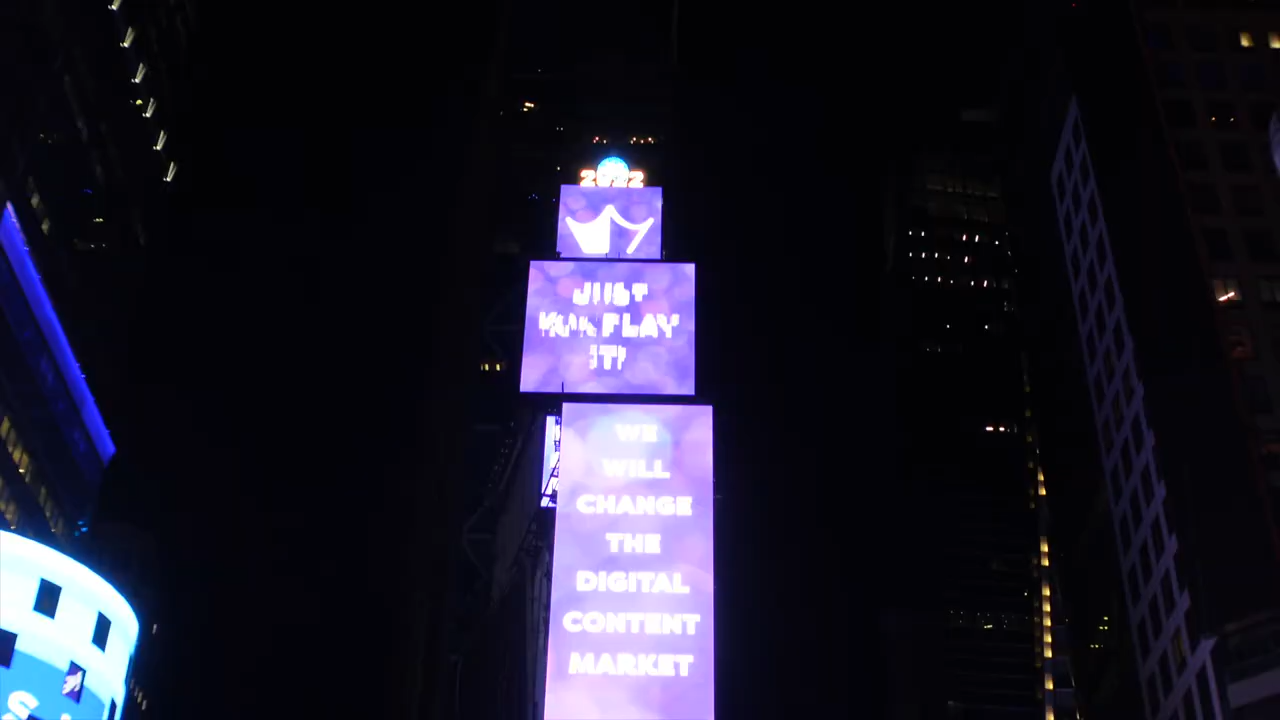 2022
JUST
PLAY
IT!
WE
WILL
CHANGE
THE
DIGITAL
CONTENT
MARKET